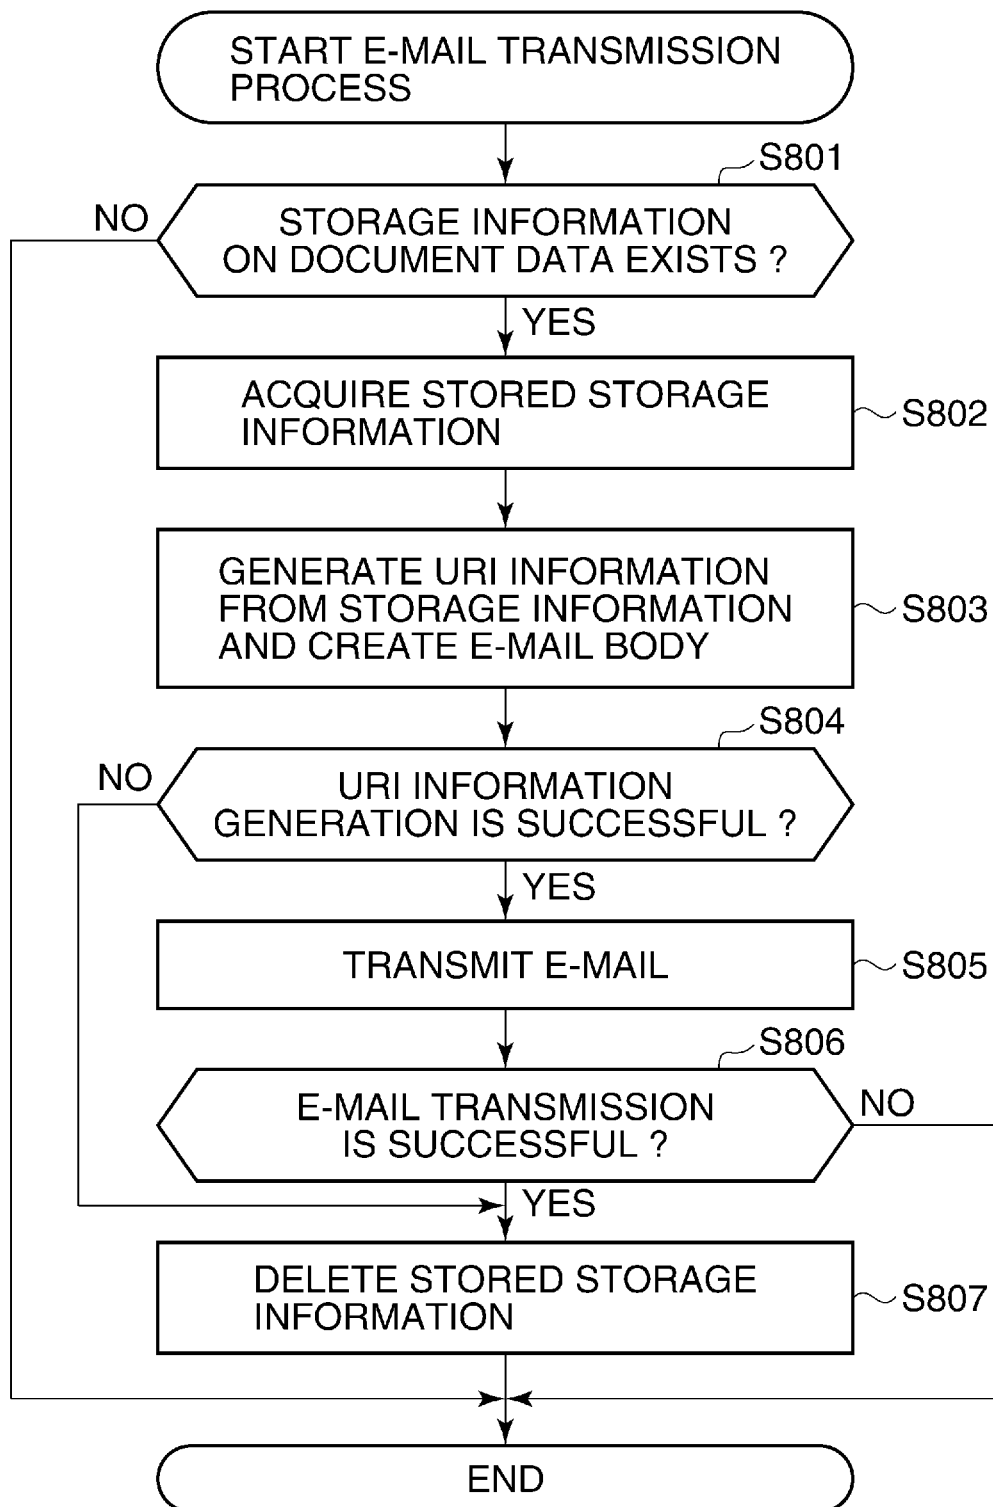 START E-MAIL TRANSMISSION
PROCESS
S801
NO
STORAGE INFORMATION
ON DOCUMENT DATA EXISTS ?
YES
ACQUIRE STORED STORAGE
INFORMATION
S802
GENERATE URI INFORMATION
FROM STORAGE INFORMATION
AND CREATE E-MAIL BODY
S803
S804
NO
URI INFORMATION
GENERATION IS SUCCESSFUL ?
YES
TRANSMIT E-MAIL
S805
S806
E-MAIL TRANSMISSION
IS SUCCESSFUL ?
NO
YES
DELETE STORED STORAGE
INFORMATION
S807
END